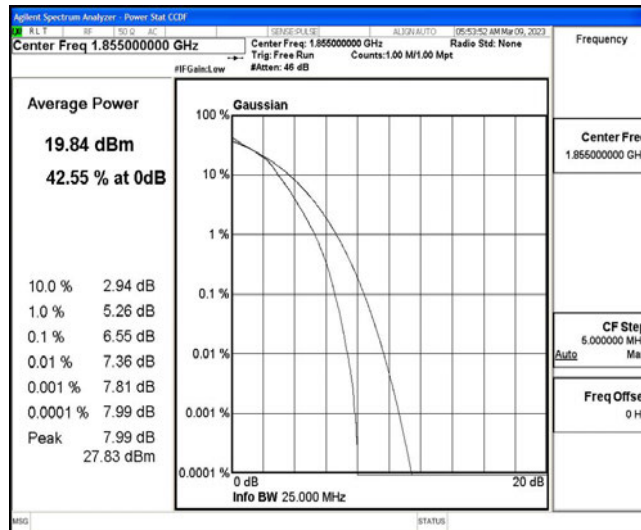 Agilent Spectrum Analyzer - Power Stat CCDF
RLT RF 50 Ω AC SENSE:PULSE ALIGN AUTO 05:53:52 AM Mar 09, 2023
Center Freq 1.855000000 GHz
Center Freq: 1.855000000 GHz Radio Std: None
Trig: Free Run Counts:1.00 M/1.00 Mpt
#IFGain:Low #Atten: 46 dB
Frequency
Average Power
19.84 dBm
42.55 % at 0dB
10.0 % 2.94 dB
1.0 % 5.26 dB
0.1 % 6.55 dB
0.01 % 7.36 dB
0.001 % 7.81 dB
0.0001 % 7.99 dB
Peak 7.99 dB
27.83 dBm
Gaussian
100 %
10 %
1 %
0.1 %
0.01 %
0.001 %
0.0001 %
0 dB 20 dB
Info BW 25.000 MHz
Center Fre
1.855000000 GH
CF Step
5.000000 MH
Auto Ma
Freq Offse
0 H
MSG STATUS